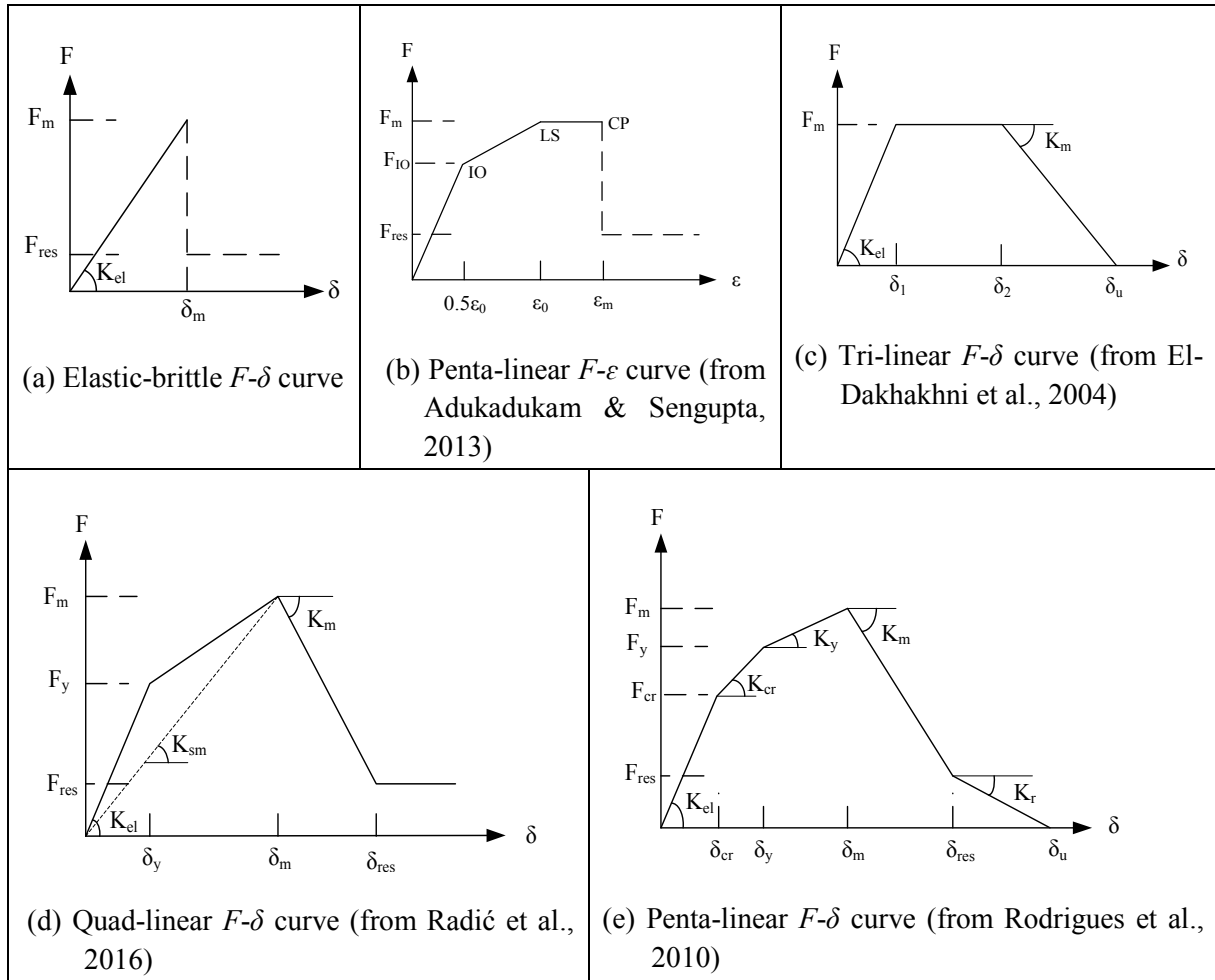 F
F_m
F_res
K_el
δ_m
δ
(a) Elastic-brittle F-δ curve
F
F_m
F_IO
F_res
IO
LS
CP
0.5ε_0
ε_0
ε_m
ε
(b) Penta-linear F-ε curve (from
Adukadukam & Sengupta,
2013)
F
F_m
K_m
K_el
δ_1
δ_2
δ_u
δ
(c) Tri-linear F-δ curve (from El-
Dakhakhni et al., 2004)
F
F_m
F_y
F_res
K_m
K_sm
K_el
δ_y
δ_m
δ_res
δ
(d) Quad-linear F-δ curve (from Radić et al.,
2016)
F
F_m
F_y
F_cr
F_res
K_y
K_m
K_cr
K_el
K_r
δ_cr
δ_y
δ_m
δ_res
δ_u
δ
(e) Penta-linear F-δ curve (from Rodrigues et al.,
2010)